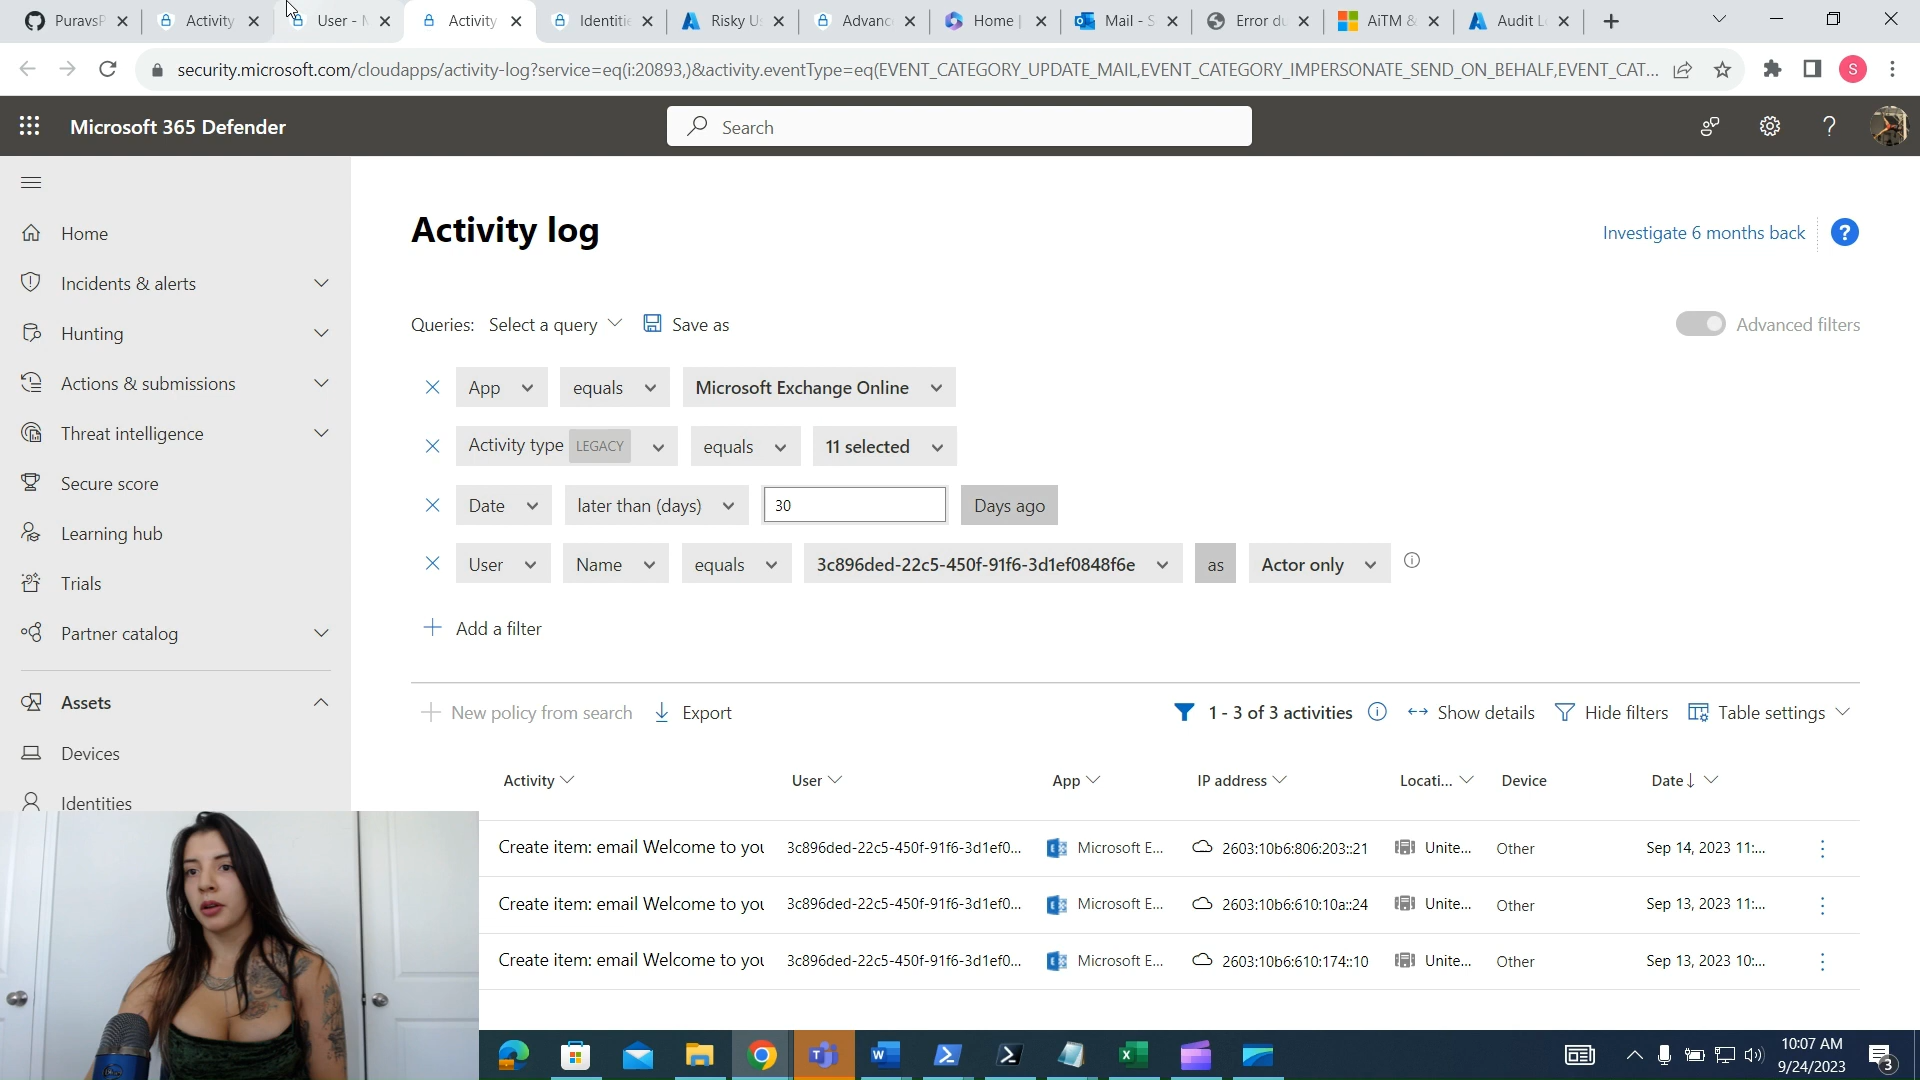 PuravsP
Activity
User - M
Activity
Identitie
Risky U
Advanc
Home |
Mail - S
Error du
AiTM &
Audit L
security.microsoft.com/cloudapps/activity-log?service=eq(i:20893,)&activity.eventType=eq(EVENT_CATEGORY_UPDATE_MAIL,EVENT_CATEGORY_IMPERSONATE_SEND_ON_BEHALF,EVENT_CAT...
S
Microsoft 365 Defender
Search
Home
Incidents & alerts
Hunting
Actions & submissions
Threat intelligence
Secure score
Learning hub
Trials
Partner catalog
Assets
Devices
Identities
Activity log
Investigate 6 months back
?
Queries: Select a query
Save as
Advanced filters
App equals Microsoft Exchange Online
Activity type LEGACY equals 11 selected
Date later than (days) 30 Days ago
User Name equals 3c896ded-22c5-450f-91f6-3d1ef0848f6e as Actor only
Add a filter
New policy from search
Export
1 - 3 of 3 activities
Show details
Hide filters
Table settings
Activity User App IP address Locati... Device Date
Create item: email Welcome to you 3c896ded-22c5-450f-91f6-3d1ef0... Microsoft E... 2603:10b6:806:203::21 Unite... Other Sep 14, 2023 11:...
Create item: email Welcome to you 3c896ded-22c5-450f-91f6-3d1ef0... Microsoft E... 2603:10b6:610:10a::24 Unite... Other Sep 13, 2023 11:...
Create item: email Welcome to you 3c896ded-22c5-450f-91f6-3d1ef0... Microsoft E... 2603:10b6:610:174::10 Unite... Other Sep 13, 2023 10:...
10:07 AM
9/24/2023
3